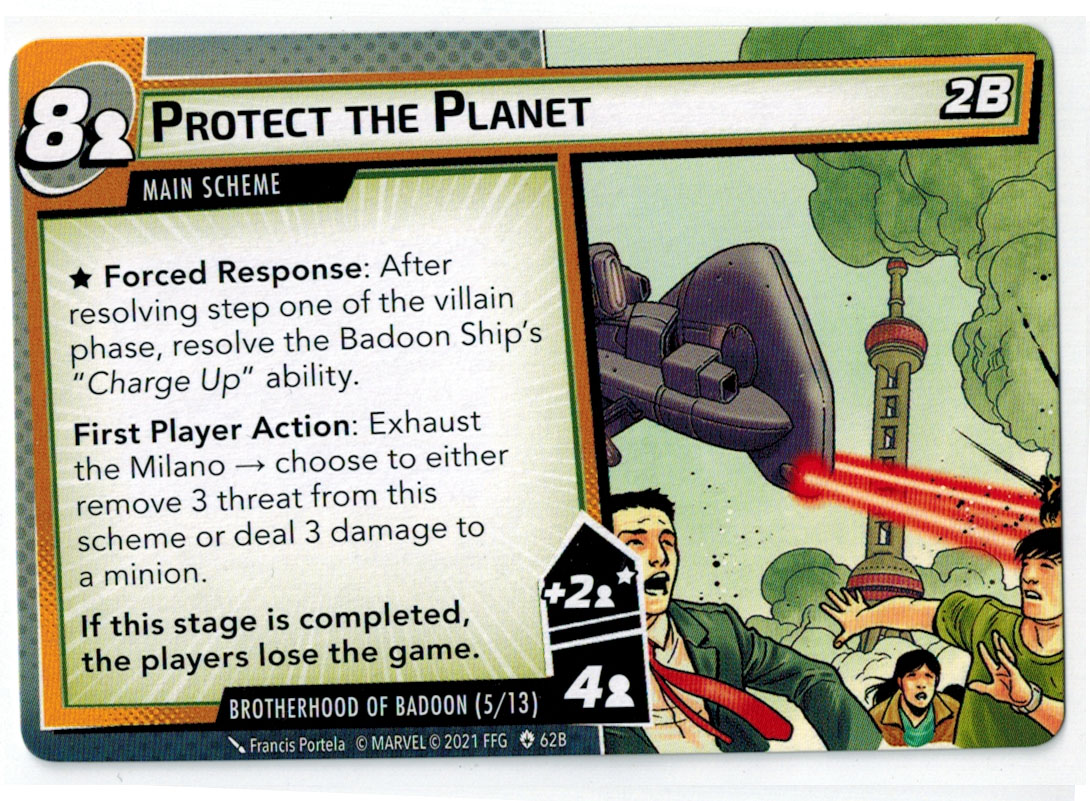 8
PROTECT THE PLANET
2B
MAIN SCHEME
★ Forced Response: After
resolving step one of the villain
phase, resolve the Badoon Ship's
"Charge Up" ability.
First Player Action: Exhaust
the Milano → choose to either
remove 3 threat from this
scheme or deal 3 damage to
a minion.
If this stage is completed,
the players lose the game.
+2 ★
4
BROTHERHOOD OF BADOON (5/13)
Francis Portela © MARVEL © 2021 FFG 62B